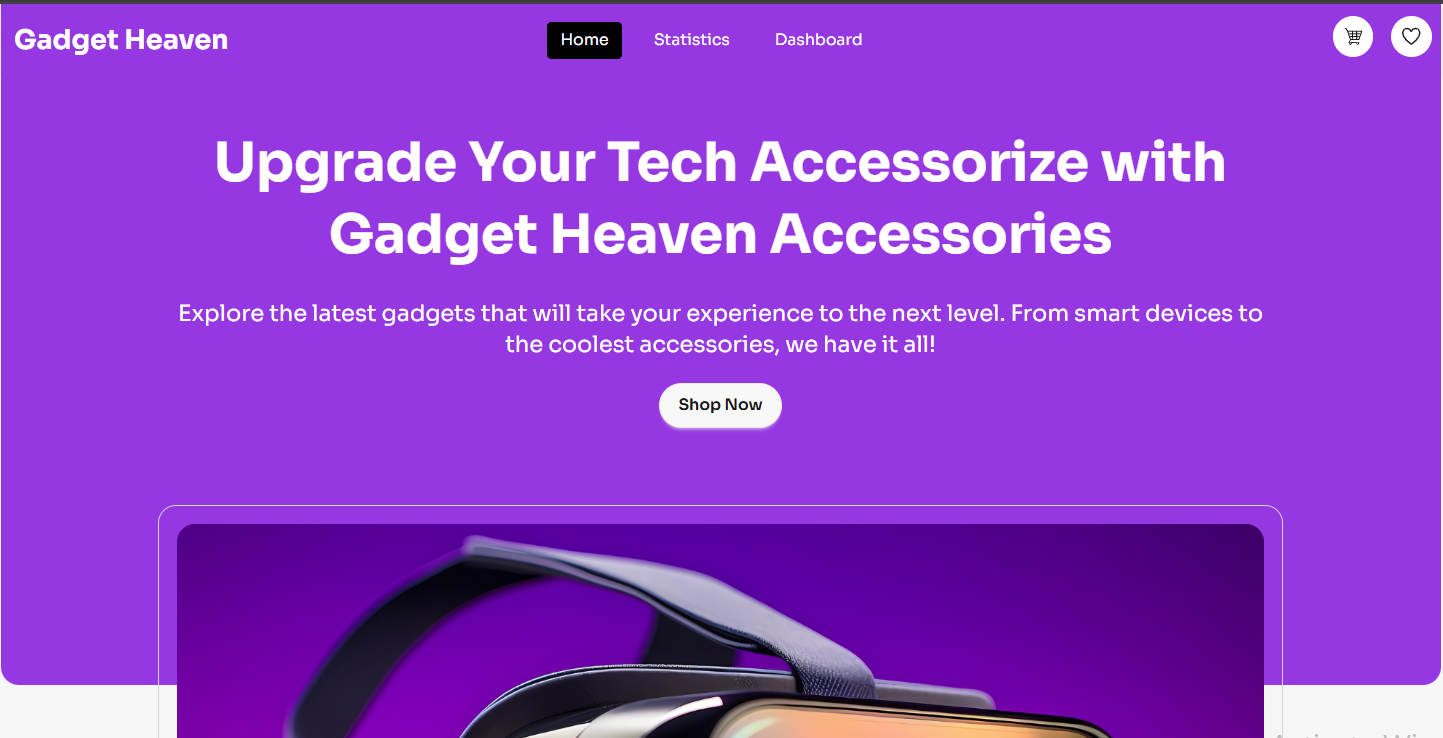 Gadget Heaven
Home
Statistics
Dashboard
Upgrade Your Tech Accessorize with
Gadget Heaven Accessories
Explore the latest gadgets that will take your experience to the next level. From smart devices to
the coolest accessories, we have it all!
Shop Now